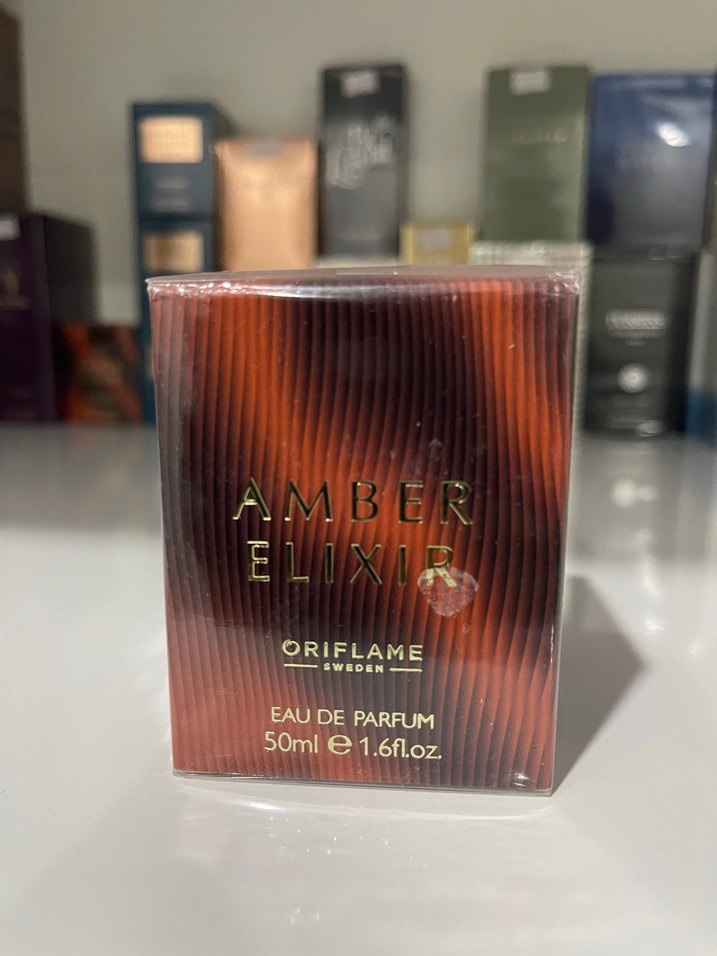 AMBER
ELIXIR
ORIFLAME
SWEDEN
EAU DE PARFUM
50ml ℮ 1.6fl.oz.